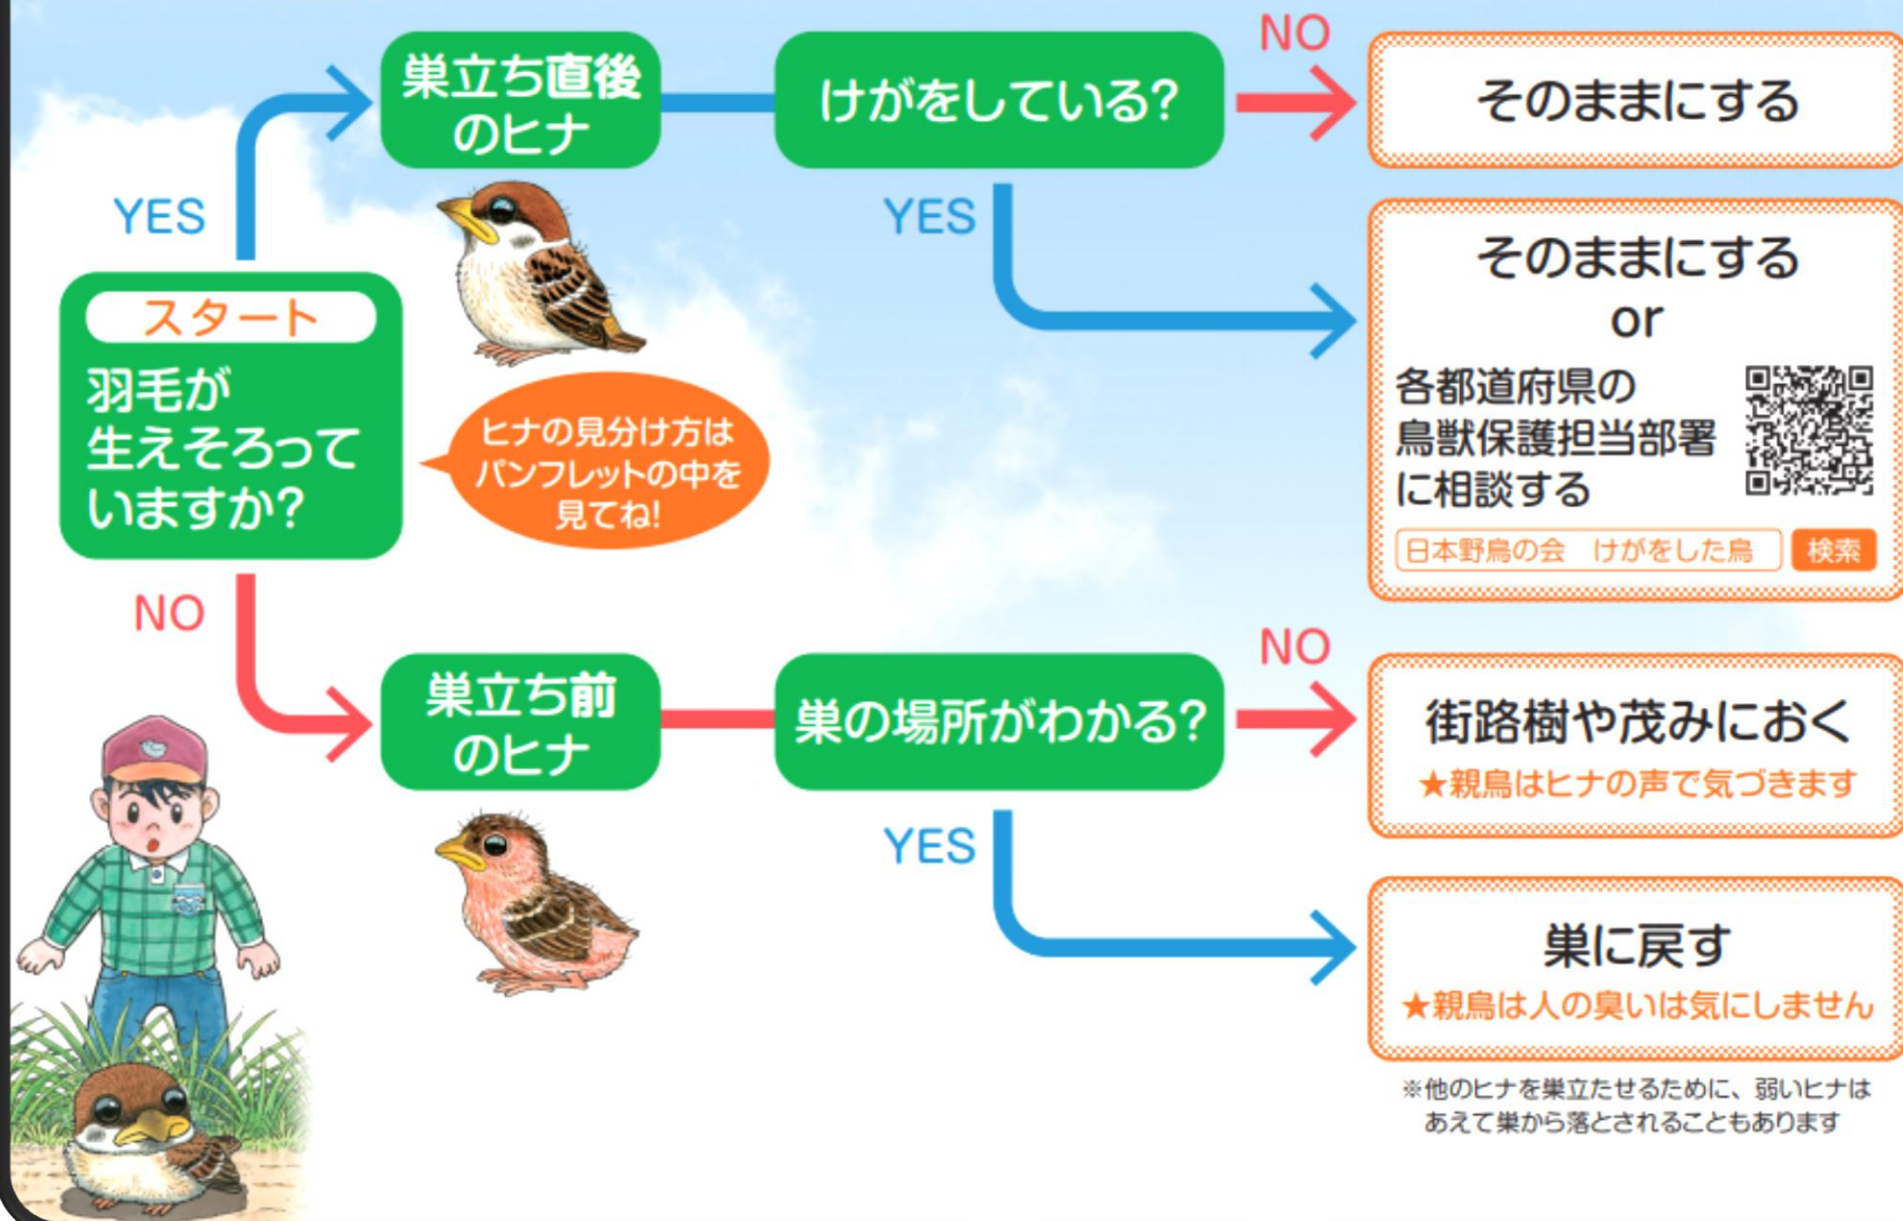 NO
巣立ち直後
のヒナ
けがをしている?
そのままにする
YES
YES
そのままにする
or
各都道府県の
鳥獣保護担当部署
に相談する
日本野鳥の会 けがをした鳥
検索
スタート
羽毛が
生えそろって
いますか?
ヒナの見分け方は
パンフレットの中を
見てね!
NO
巣立ち前
のヒナ
巣の場所がわかる?
NO
街路樹や茂みにおく
★親鳥はヒナの声で気づきます
YES
巣に戻す
★親鳥は人の臭いは気にしません
※他のヒナを巣立たせるために、弱いヒナは
あえて巣から落とされることもあります